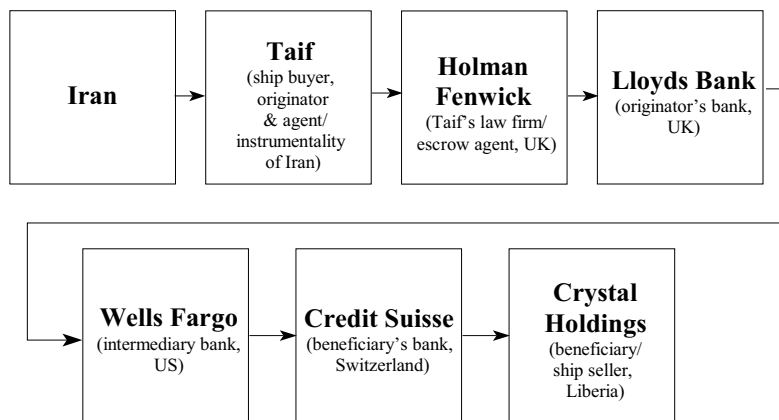 Iran
Taif
(ship buyer,
originator
& agent/
instrumentality
of Iran)
Holman
Fenwick
(Taif's law firm/
escrow agent, UK)
Lloyds Bank
(originator's bank,
UK)
Wells Fargo
(intermediary bank,
US)
Credit Suisse
(beneficiary's bank,
Switzerland)
Crystal
Holdings
(beneficiary/
ship seller,
Liberia)